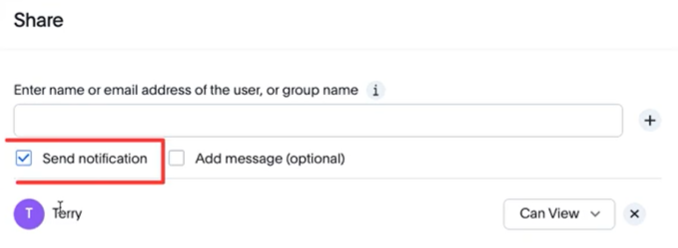 Share
Enter name or email address of the user, or group name i
+
Send notification Add message (optional)
T Terry Can View